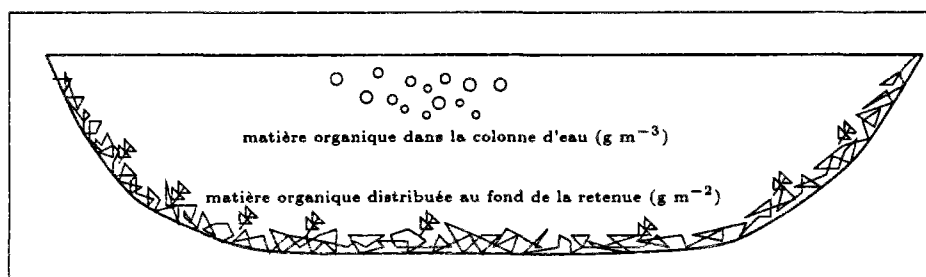 matière organique dans la colonne d'eau (g m⁻³)
matière organique distribuée au fond de la retenue (g m⁻²)